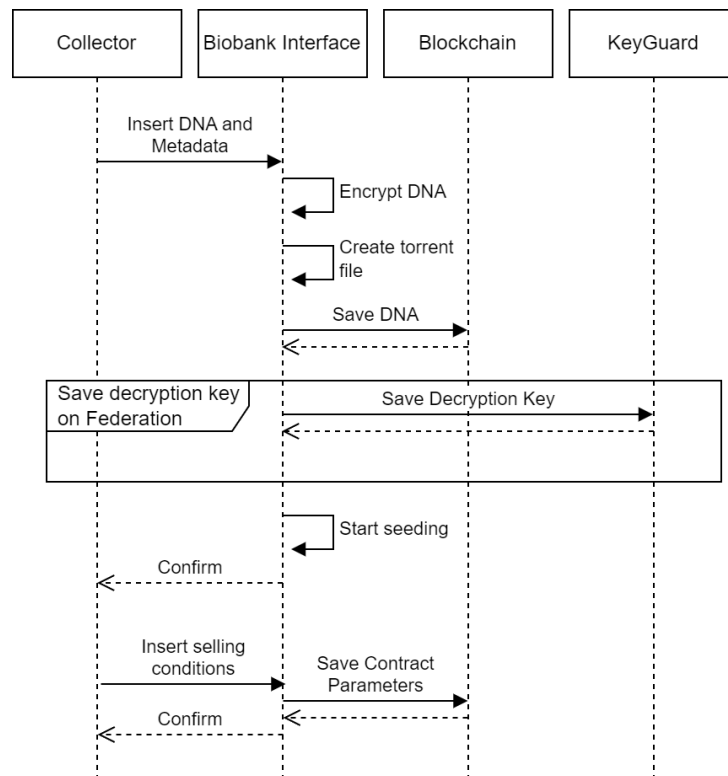 Collector
Biobank Interface
Blockchain
KeyGuard
Insert DNA and
Metadata
Encrypt DNA
Create torrent
file
Save DNA
Save decryption key
on Federation
Save Decryption Key
Start seeding
Confirm
Insert selling
conditions
Save Contract
Parameters
Confirm